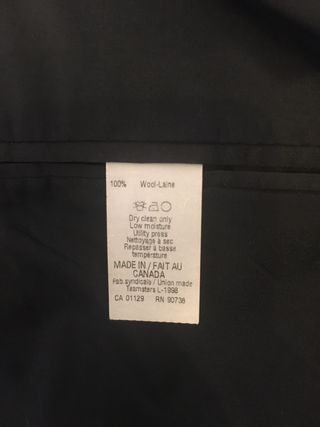 100% Wool-Laine
Dry clean only
Low moisture
Utility press
Nettoyage à sec
Repasser à basse
température
MADE IN / FAIT AU
CANADA
Fab.syndicale / Union made
Teamsters L-1998
CA 01129 RN 90738